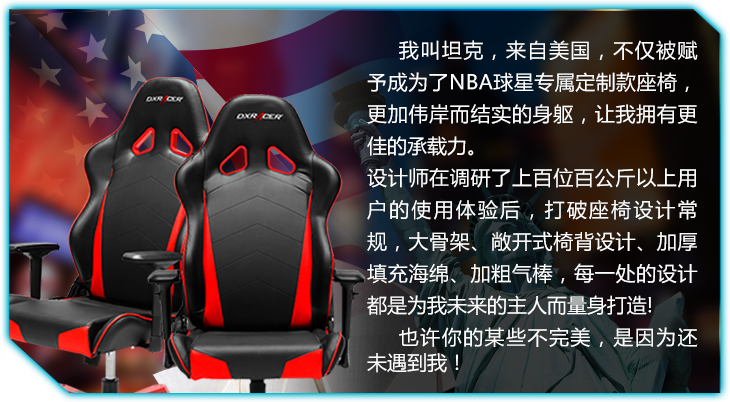 DXRACER
DXRACER
我叫坦克，来自美国，不仅被赋
予成为了NBA球星专属定制款座椅，
更加伟岸而结实的身躯，让我拥有更
佳的承载力。
设计师在调研了上百位百公斤以上用
户的使用体验后，打破座椅设计常
规，大骨架、敞开式椅背设计、加厚
填充海绵、加粗气棒，每一处的设计
都是为我未来的主人而量身打造!
也许你的某些不完美，是因为还
未遇到我！